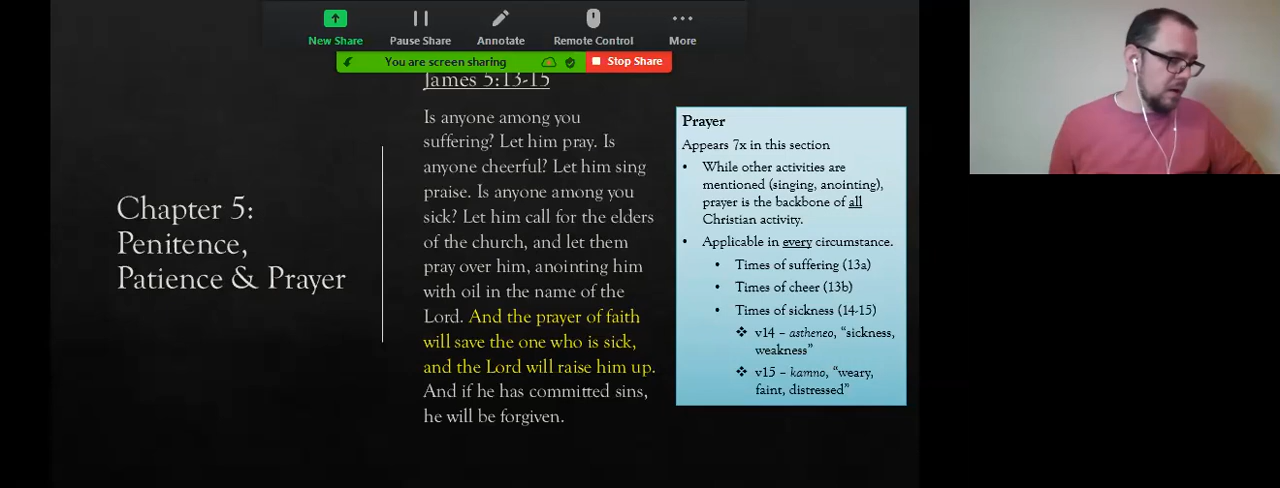 New Share
Pause Share
Annotate
Remote Control
More
You are screen sharing
Stop Share
James 5:13-15
Is anyone among you
suffering? Let him pray. Is
anyone cheerful? Let him sing
praise. Is anyone among you
sick? Let him call for the elders
of the church, and let them
pray over him, anointing him
with oil in the name of the
Lord. And the prayer of faith
will save the one who is sick,
and the Lord will raise him up.
And if he has committed sins,
he will be forgiven.
Chapter 5:
Penitence,
Patience & Prayer
Prayer
Appears 7x in this section
• While other activities are
mentioned (singing, anointing),
prayer is the backbone of all
Christian activity.
• Applicable in every circumstance.
• Times of suffering (13a)
• Times of cheer (13b)
• Times of sickness (14-15)
❖ v14 – astheneo, “sickness,
weakness”
❖ v15 – kamno, “weary,
faint, distressed”